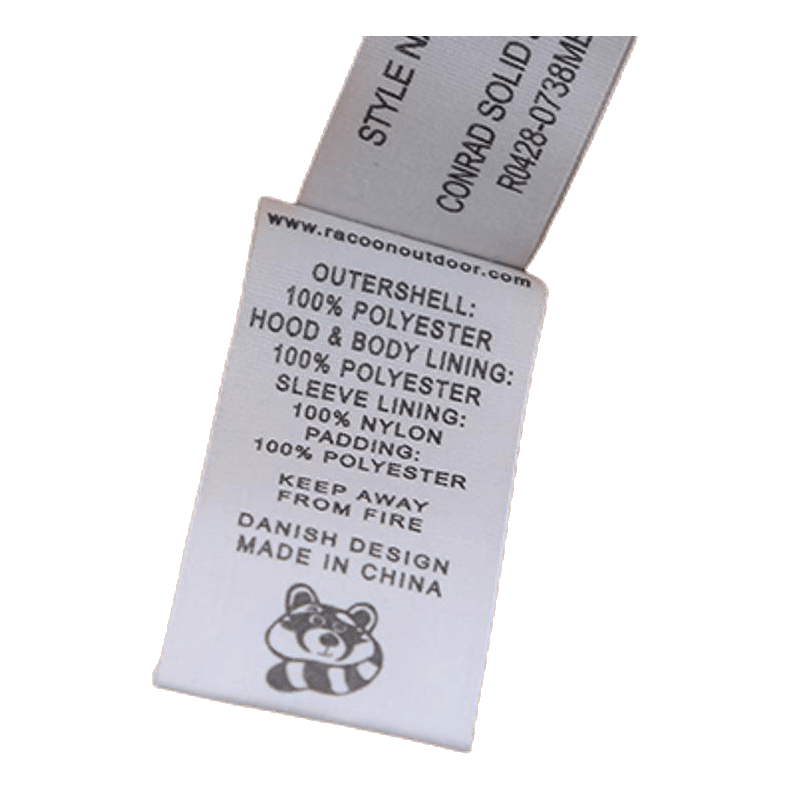 STYLE
CONRAD SOLID
R0428-0738
www.racoonoutdoor.com
OUTERSHELL:
100% POLYESTER
HOOD & BODY LINING:
100% POLYESTER
SLEEVE LINING:
100% NYLON
PADDING:
100% POLYESTER
KEEP AWAY
FROM FIRE
DANISH DESIGN
MADE IN CHINA